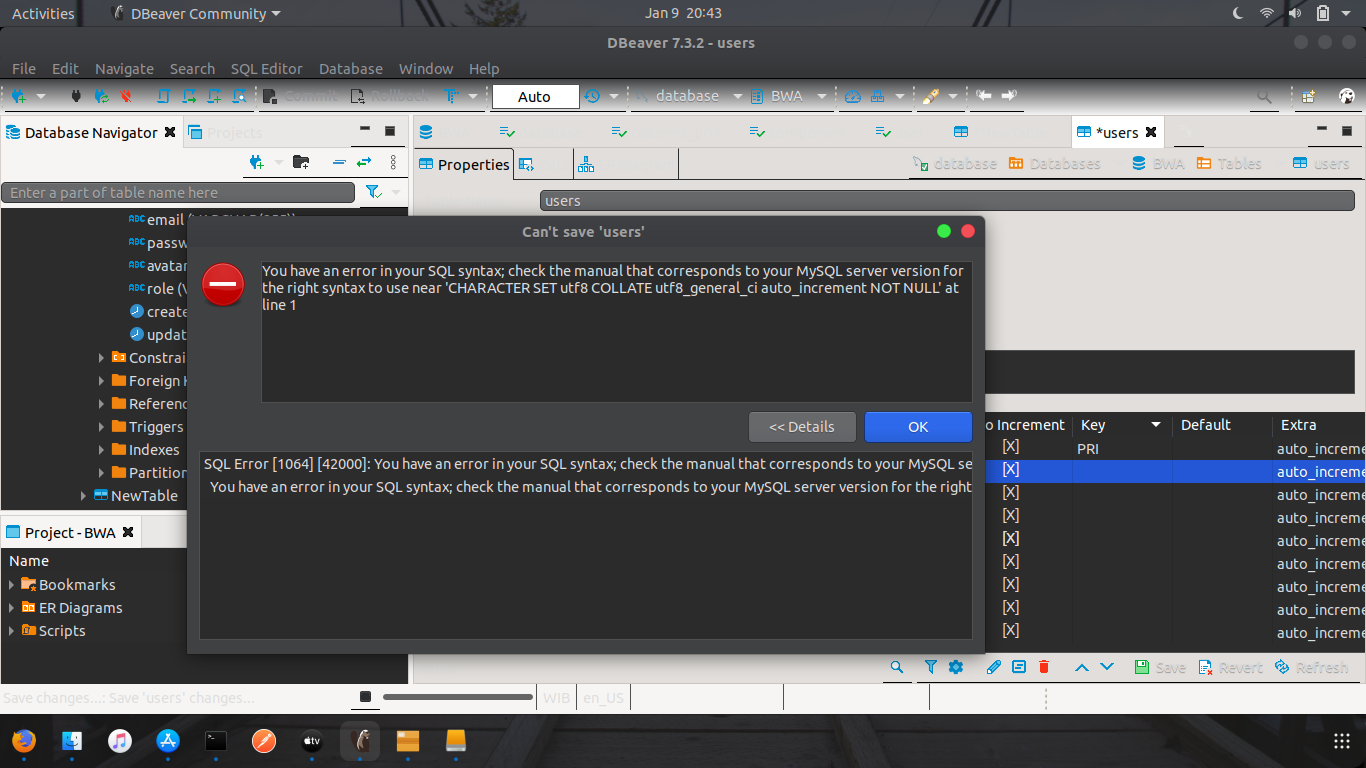 Activities
DBeaver Community
Jan 9 20:43
DBeaver 7.3.2 - users
File Edit Navigate Search SQL Editor Database Window Help
Commit Rollback Auto database BWA
Database Navigator
Projects
*users
Properties
database Databases BWA Tables users
Enter a part of table name here
users
email
passw
avatar
role (V
create
updat
Constrai
Foreign K
Referenc
Triggers
Indexes
Partition
NewTable
Can't save 'users'
You have an error in your SQL syntax; check the manual that corresponds to your MySQL server version for
the right syntax to use near 'CHARACTER SET utf8 COLLATE utf8_general_ci auto_increment NOT NULL' at
line 1
<< Details
OK
SQL Error [1064] [42000]: You have an error in your SQL syntax; check the manual that corresponds to your MySQL se
You have an error in your SQL syntax; check the manual that corresponds to your MySQL server version for the right
o Increment Key Default Extra
[X] PRI auto_increme
[X] auto_increme
[X] auto_increme
[X] auto_increme
[X] auto_increme
[X] auto_increme
[X] auto_increme
[X] auto_increme
[X] auto_increme
Project - BWA
Name
Bookmarks
ER Diagrams
Scripts
Save Revert Refresh
Save changes...: Save 'users' changes...
WIB en_US
tv